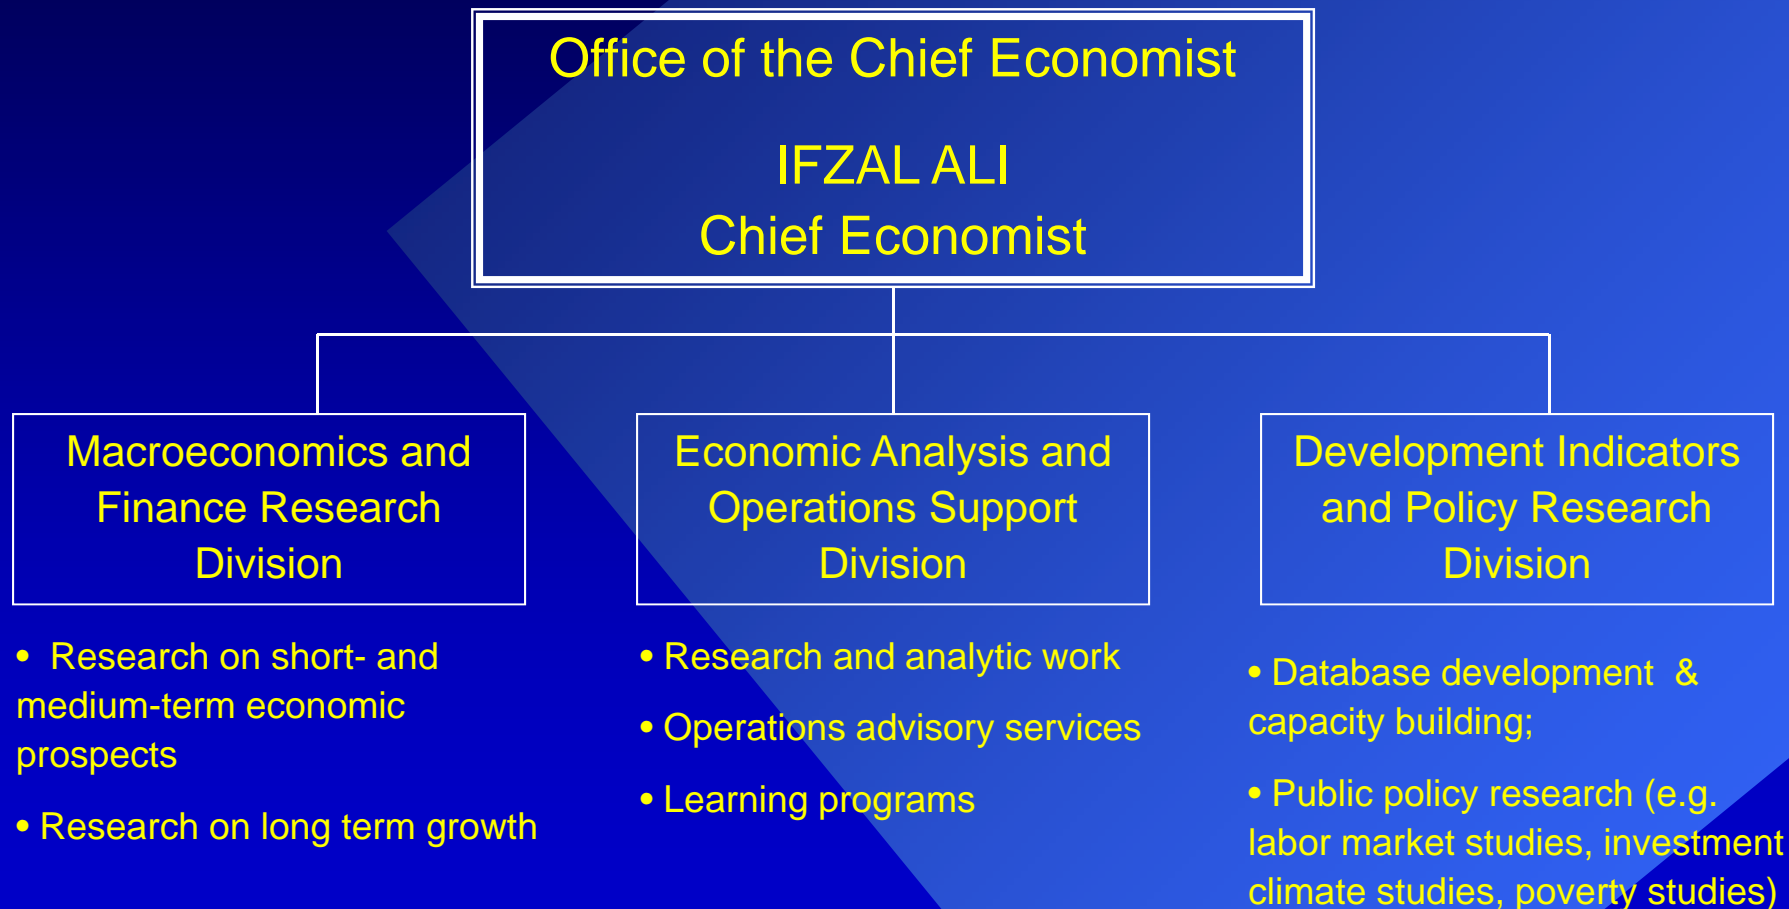 Office of the Chief Economist
IFZAL ALI
Chief Economist
Macroeconomics and
Finance Research
Division
• Research on short- and
medium-term economic
prospects
• Research on long term growth
Economic Analysis and
Operations Support
Division
• Research and analytic work
• Operations advisory services
• Learning programs
Development Indicators
and Policy Research
Division
• Database development & 
capacity building;
• Public policy research (e.g.
labor market studies, investment
climate studies, poverty studies)